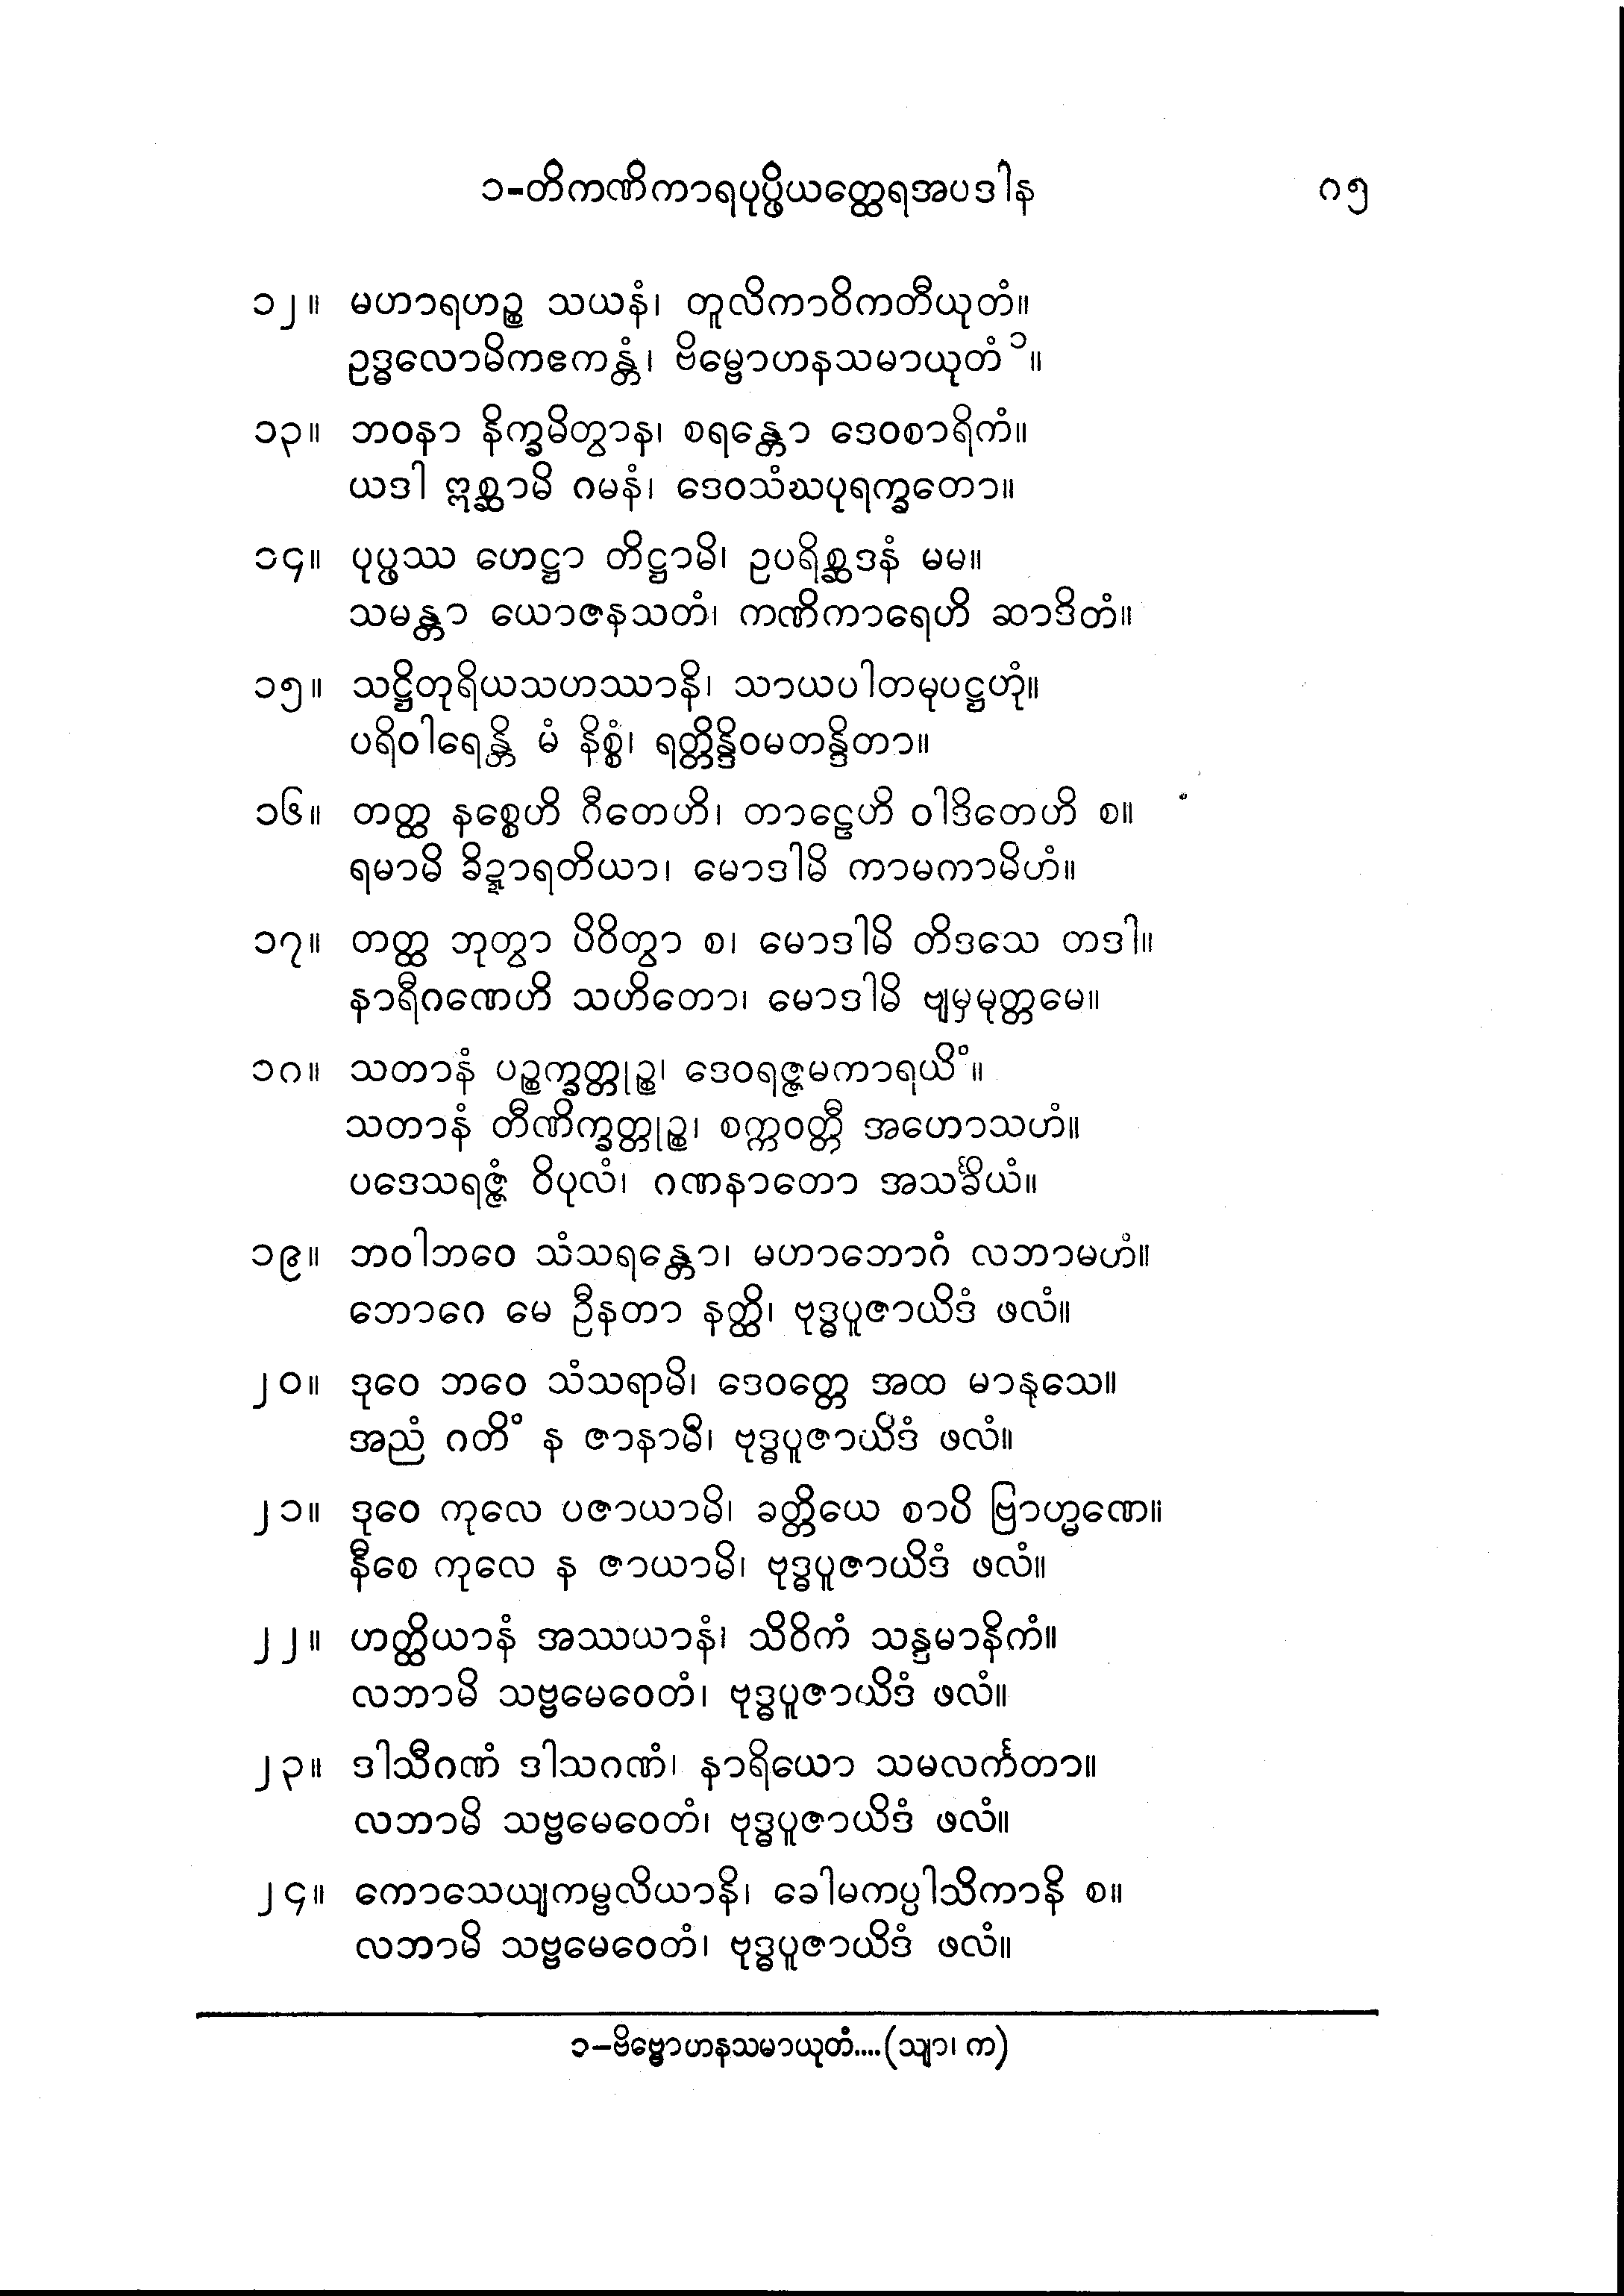 ၁-တိကဏိကာရပုပ္ဖိယတ္ထေရအပဒါန ၈၅
၁၂။ မဟာရဟဉ္စ သယနံ၊ တူလိကာဝိကတီယုတံ။
ဥဒ္ဓလောမိကဧကန္တံ၊ ဗိမ္ဗောဟနသမာယုတံ ၁။
၁၃။ ဘဝနာ နိက္ခမိတွာန၊ စရန္တော ဒေဝစာရိကံ။
ယဒါ ဣစ္ဆာမိ ဂမနံ၊ ဒေဝသံဃပုရက္ခတော။
၁၄။ ပုပ္ဖဿ ဟေဋ္ဌာ တိဋ္ဌာမိ၊ ဥပရိစ္ဆဒနံ မမ။
သမန္တာ ယောဇနသတံ၊ ကဏိကာရေဟိ ဆာဒိတံ။
၁၅။ သဋ္ဌိတုရိယသဟဿာနိ၊ သာယပါတမုပဋ္ဌဟုံ။
ပရိဝါရေန္တိ မံ နိစ္စံ၊ ရတ္တိန္ဒိဝမတန္ဒိတာ။
၁၆။ တတ္ထ နစ္စေဟိ ဂီတေဟိ၊ တာဠေဟိ ဝါဒိတေဟိ စ။
ရမာမိ ခိဍ္ဍာရတိယာ၊ မောဒါမိ ကာမကာမိဟံ။
၁၇။ တတ္ထ ဘုတွာ ပိဝိတွာ စ၊ မောဒါမိ တိဒသေ တဒါ။
နာရီဂဏေဟိ သဟိတော၊ မောဒါမိ ဗျမှမုတ္တမေ။
၁၈။ သတာနံ ပဉ္စက္ခတ္တုဉ္စ၊ ဒေဝရဇ္ဇမကာရယိံ။
သတာနံ တီဏိက္ခတ္တုဉ္စ၊ စက္ကဝတ္တီ အဟောသဟံ။
ပဒေသရဇ္ဇံ ဝိပုလံ၊ ဂဏနာတော အသင်္ခိယံ။
၁၉။ ဘဝါဘဝေ သံသရန္တော၊ မဟာဘောဂံ လဘာမဟံ။
ဘောဂေ မေ ဦနတာ နတ္ထိ၊ ဗုဒ္ဓပူဇာယိဒံ ဖလံ။
၂၀။ ဒုဝေ ဘဝေ သံသရာမိ၊ ဒေဝတ္တေ အထ မာနုသေ။
အညံ ဂတိံ န ဇာနာမိ၊ ဗုဒ္ဓပူဇာယိဒံ ဖလံ။
၂၁။ ဒုဝေ ကုလေ ပဇာယာမိ၊ ခတ္တိယေ စာပိ ဗြာဟ္မဏေ။
နီစေ ကုလေ န ဇာယာမိ၊ ဗုဒ္ဓပူဇာယိဒံ ဖလံ။
၂၂။ ဟတ္ထိယာနံ အဿယာနံ၊ သိဝိကံ သန္ဒမာနိကံ။
လဘာမိ သဗ္ဗမေဝေတံ၊ ဗုဒ္ဓပူဇာယိဒံ ဖလံ။
၂၃။ ဒါသီဂဏံ ဒါသဂဏံ၊ နာရိယော သမလင်္ကတာ။
လဘာမိ သဗ္ဗမေဝေတံ၊ ဗုဒ္ဓပူဇာယိဒံ ဖလံ။
၂၄။ ကောသေယျကမ္ဗလိယာနိ၊ ခေါမကပ္ပါသိကာနိ စ။
လဘာမိ သဗ္ဗမေဝေတံ၊ ဗုဒ္ဓပူဇာယိဒံ ဖလံ။
၁–ဗိဗ္ဗောဟနသမာယုတံ....(သျာ၊ က)